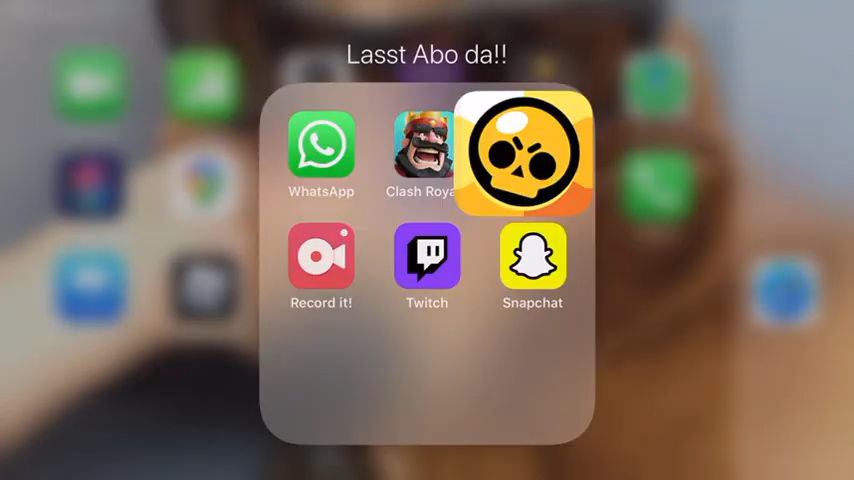 Lasst Abo da!!
WhatsApp
Clash Roya
Record it!
Twitch
Snapchat